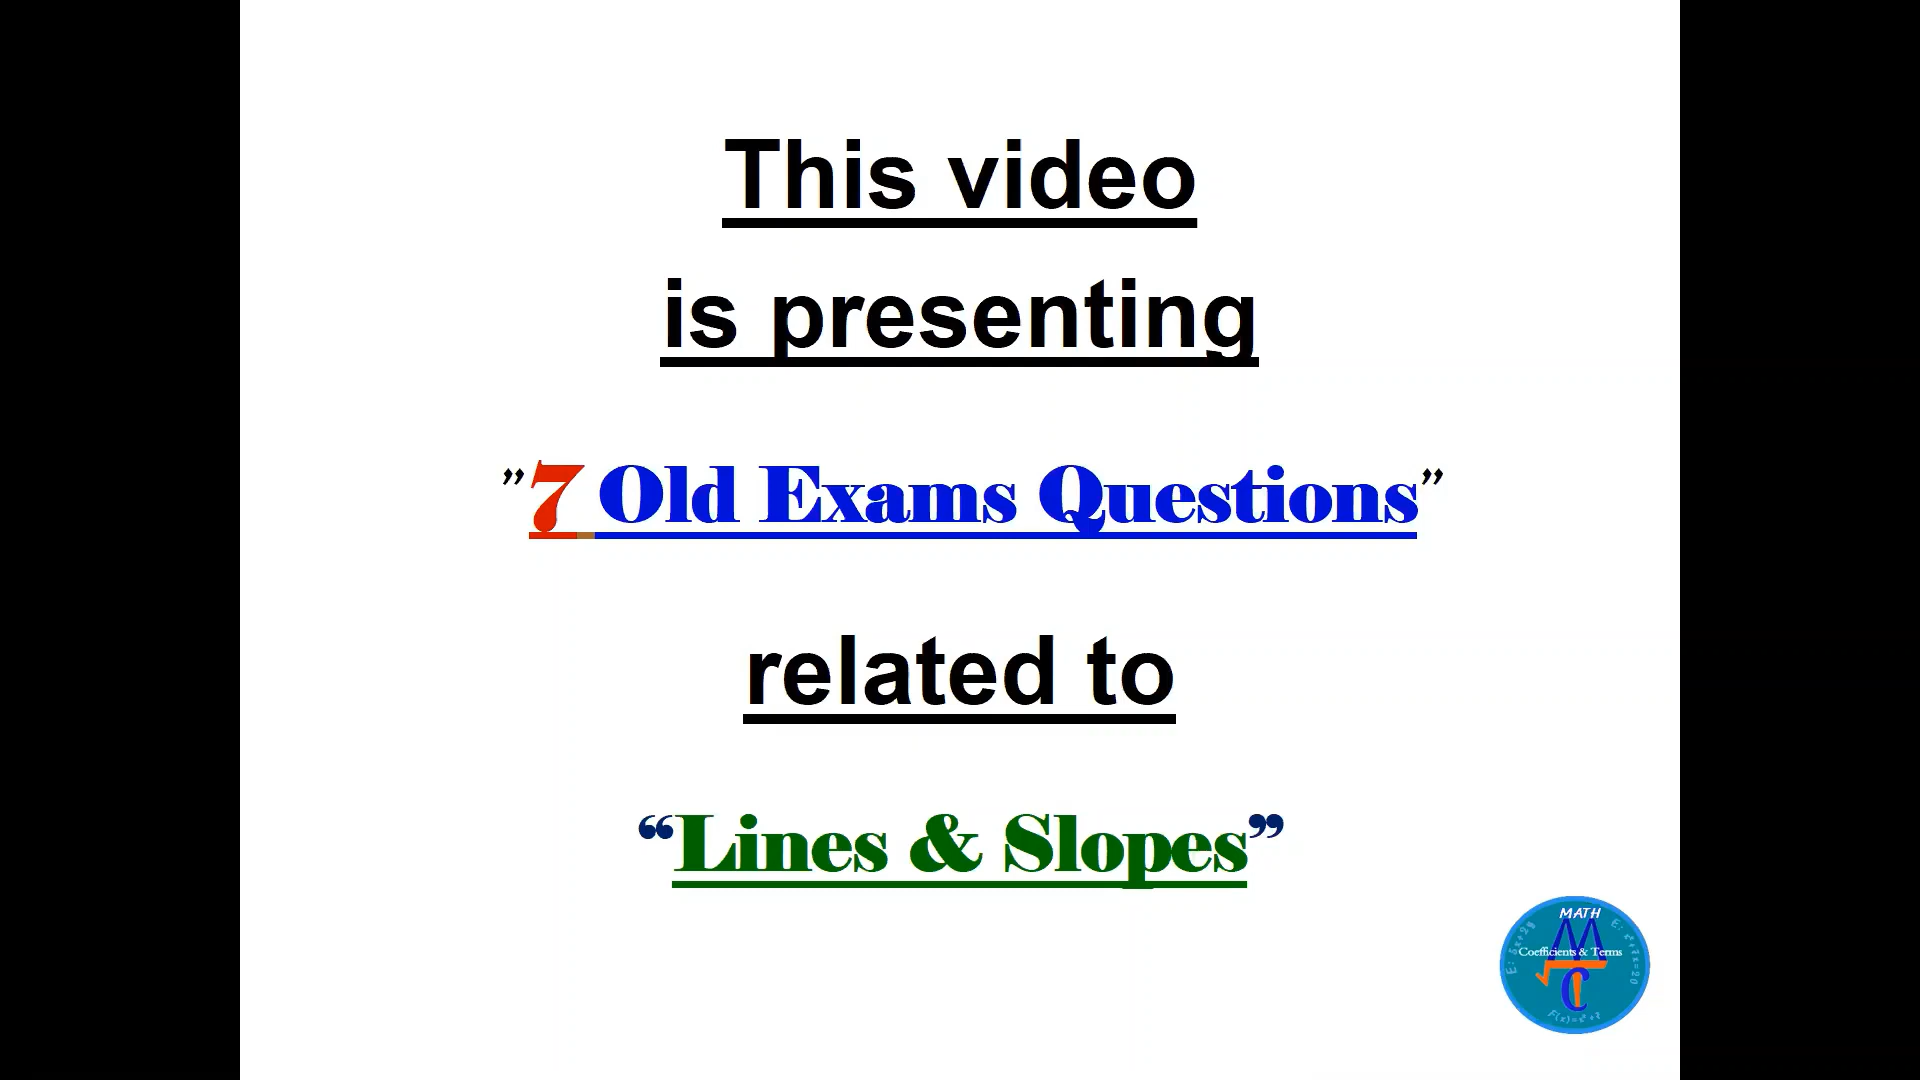 This video
is presenting
”7 Old Exams Questions”
related to
“Lines & Slopes”
MATH
Coefficients & Terms